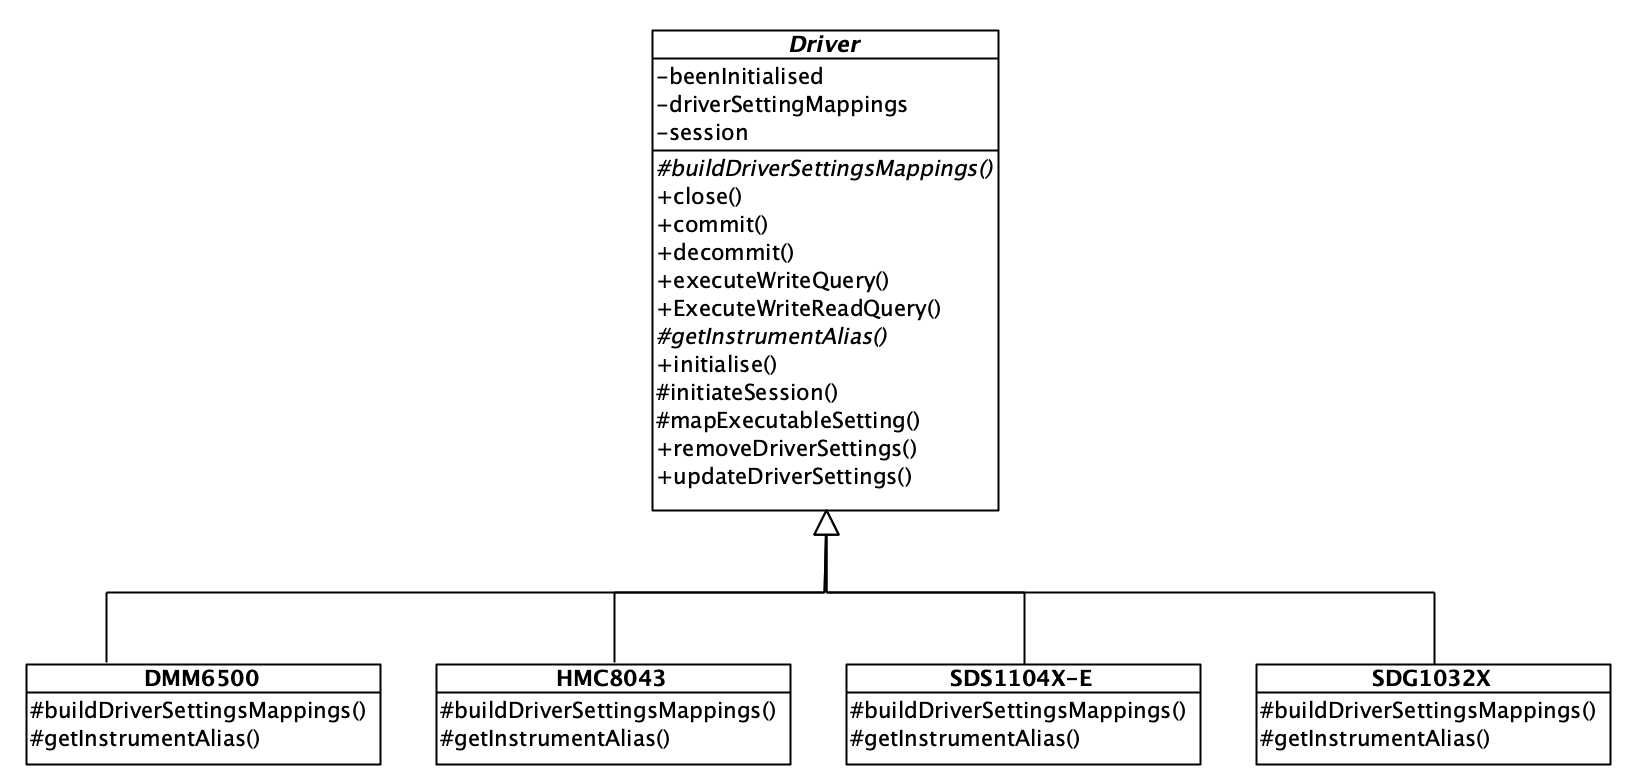 Driver
-beenInitialised
-driverSettingMappings
-session
#buildDriverSettingsMappings()
+close()
+commit()
+decommit()
+executeWriteQuery()
+ExecuteWriteReadQuery()
#getInstrumentAlias()
+initialise()
#initiateSession()
#mapExecutableSetting()
+removeDriverSettings()
+updateDriverSettings()
DMM6500
#buildDriverSettingsMappings()
#getInstrumentAlias()
HMC8043
#buildDriverSettingsMappings()
#getInstrumentAlias()
SDS1104X-E
#buildDriverSettingsMappings()
#getInstrumentAlias()
SDG1032X
#buildDriverSettingsMappings()
#getInstrumentAlias()